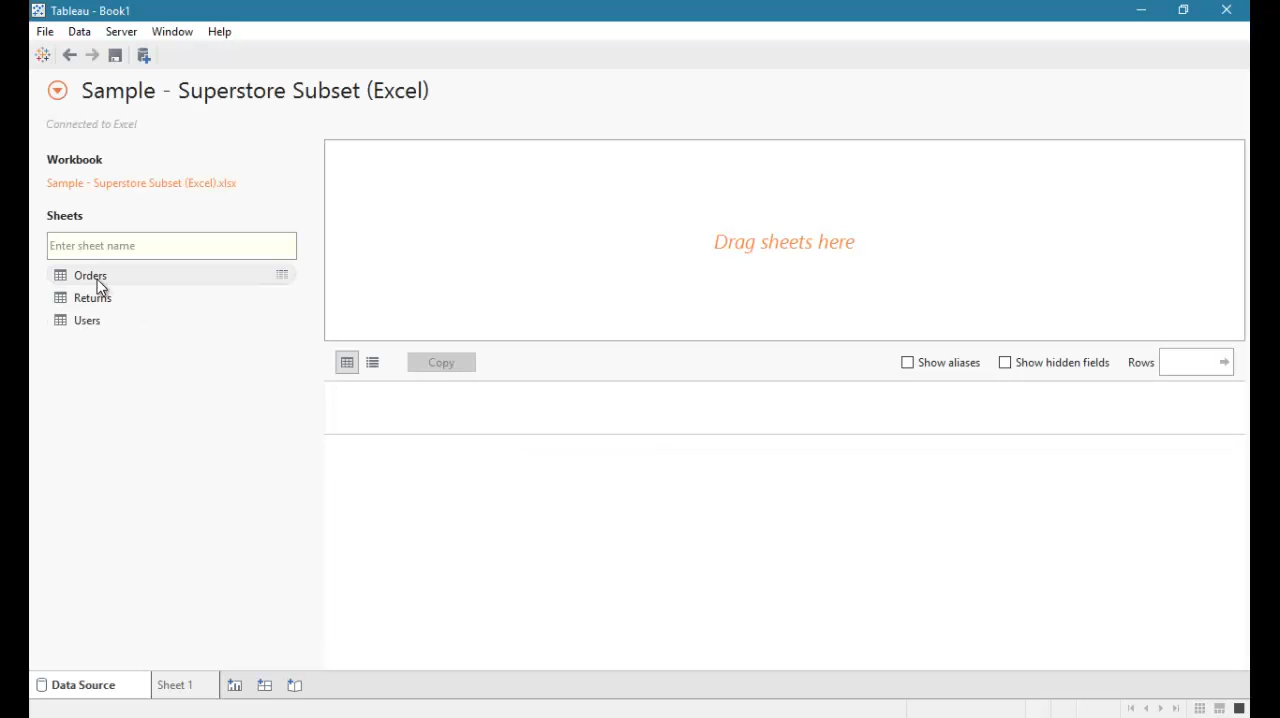 Tableau - Book1
File Data Server Window Help
Sample - Superstore Subset (Excel)
Connected to Excel
Workbook
Sample - Superstore Subset (Excel).xlsx
Sheets
Enter sheet name
Orders
Returns
Users
Drag sheets here
Copy
Show aliases Show hidden fields Rows
Data Source Sheet 1